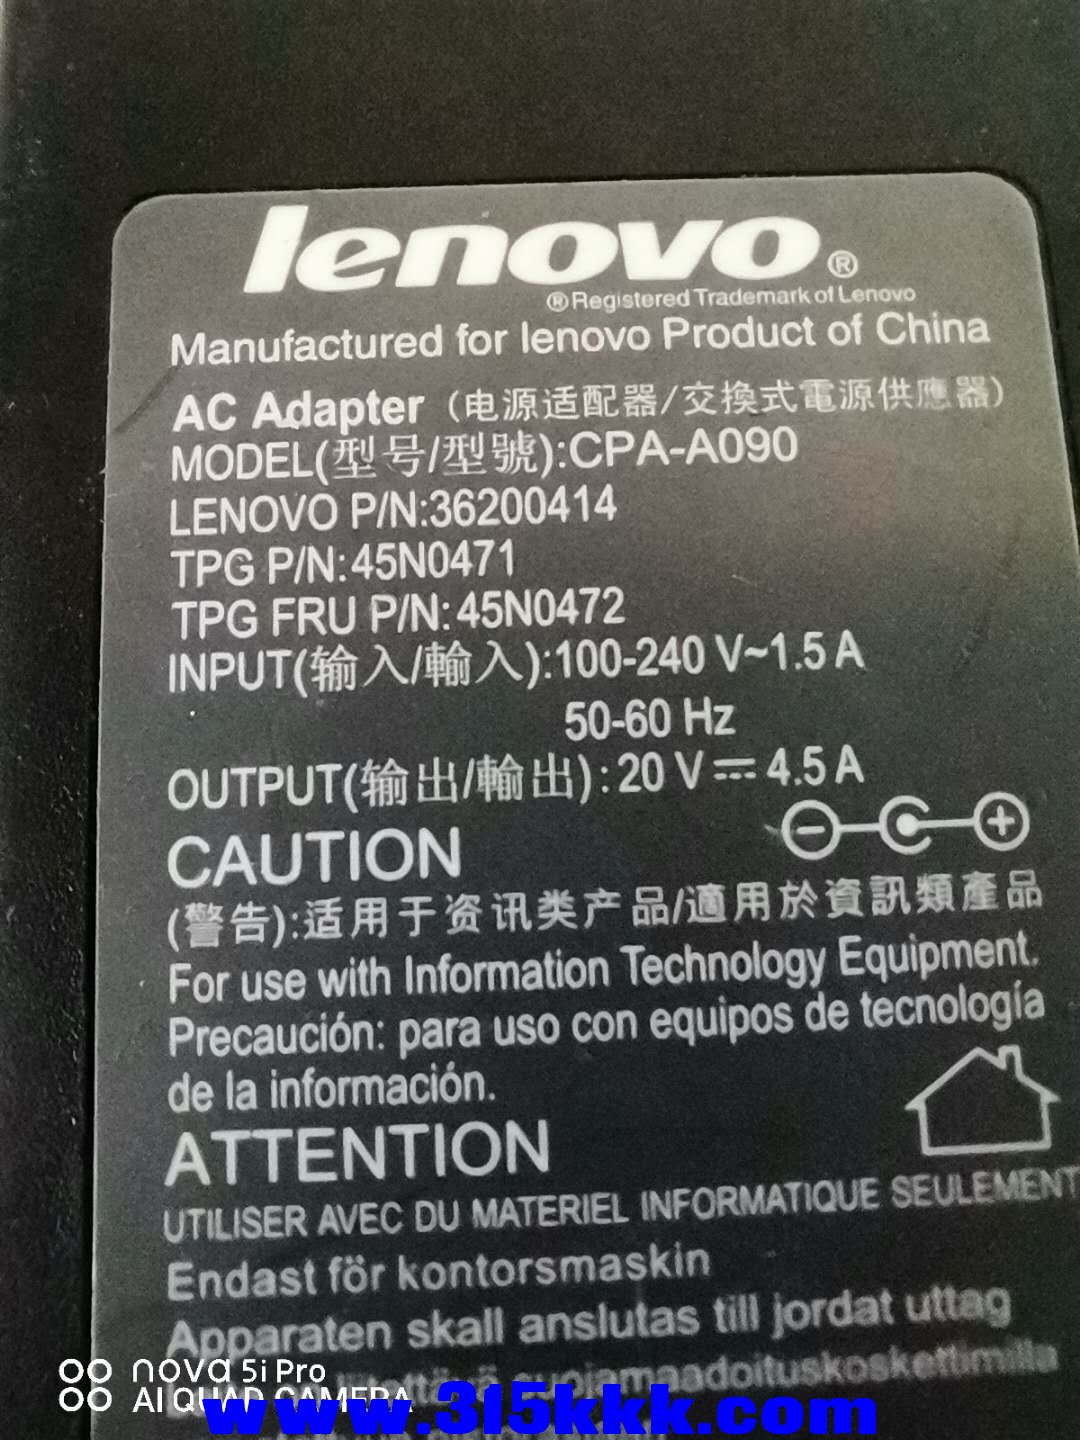 lenovo®
®Registered Trademark of Lenovo
Manufactured for lenovo Product of China
AC Adapter (电源适配器/交換式電源供應器)
MODEL(型号/型號):CPA-A090
LENOVO P/N:36200414
TPG P/N:45N0471
TPG FRU P/N:45N0472
INPUT(输入/輸入):100-240 V~1.5 A
50-60 Hz
OUTPUT(输出/輸出):20 V⎓4.5 A
CAUTION
(警告):适用于资讯类产品/適用於資訊類產品
For use with Information Technology Equipment.
Precaución: para uso con equipos de tecnología
de la información.
ATTENTION
UTILISER AVEC DU MATERIEL INFORMATIQUE SEULEMENT
Endast för kontorsmaskin
Apparaten skall anslutas till jordat uttag
nova 5i Pro
AI QUAD CAMERA
www.315kkk.com